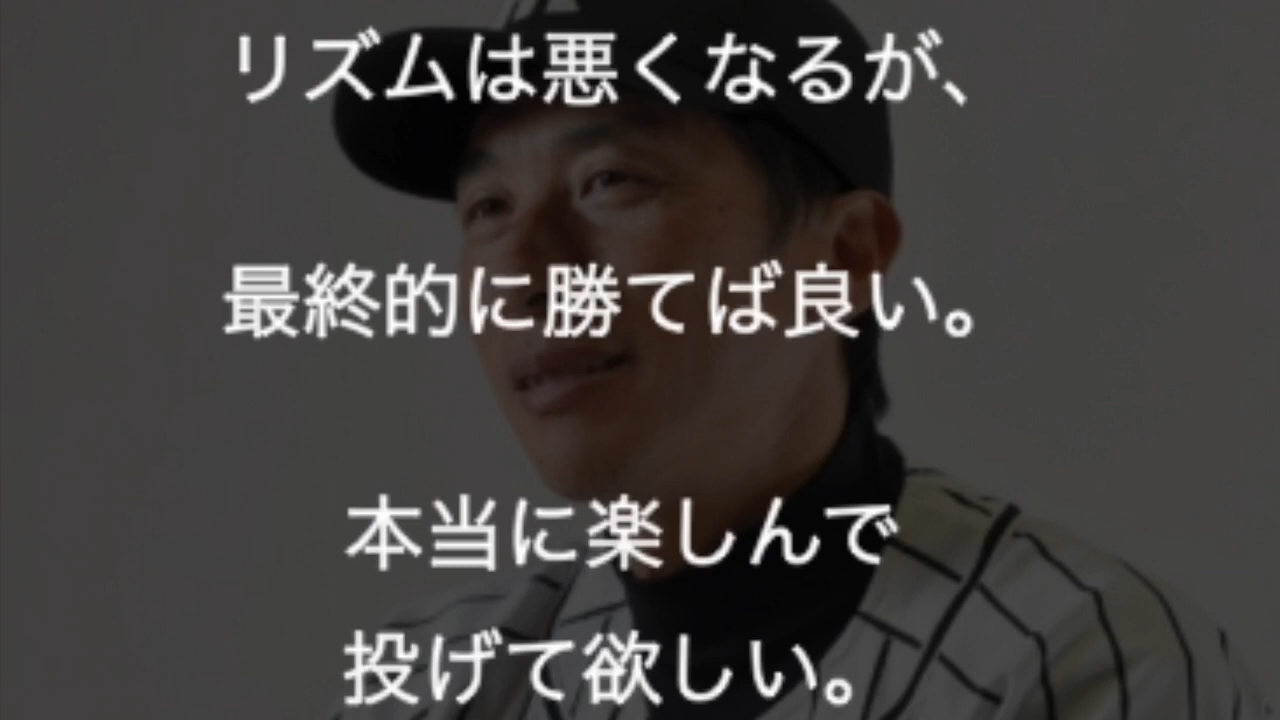 リズムは悪くなるが、
最終的に勝てば良い。
本当に楽しんで
投げて欲しい。